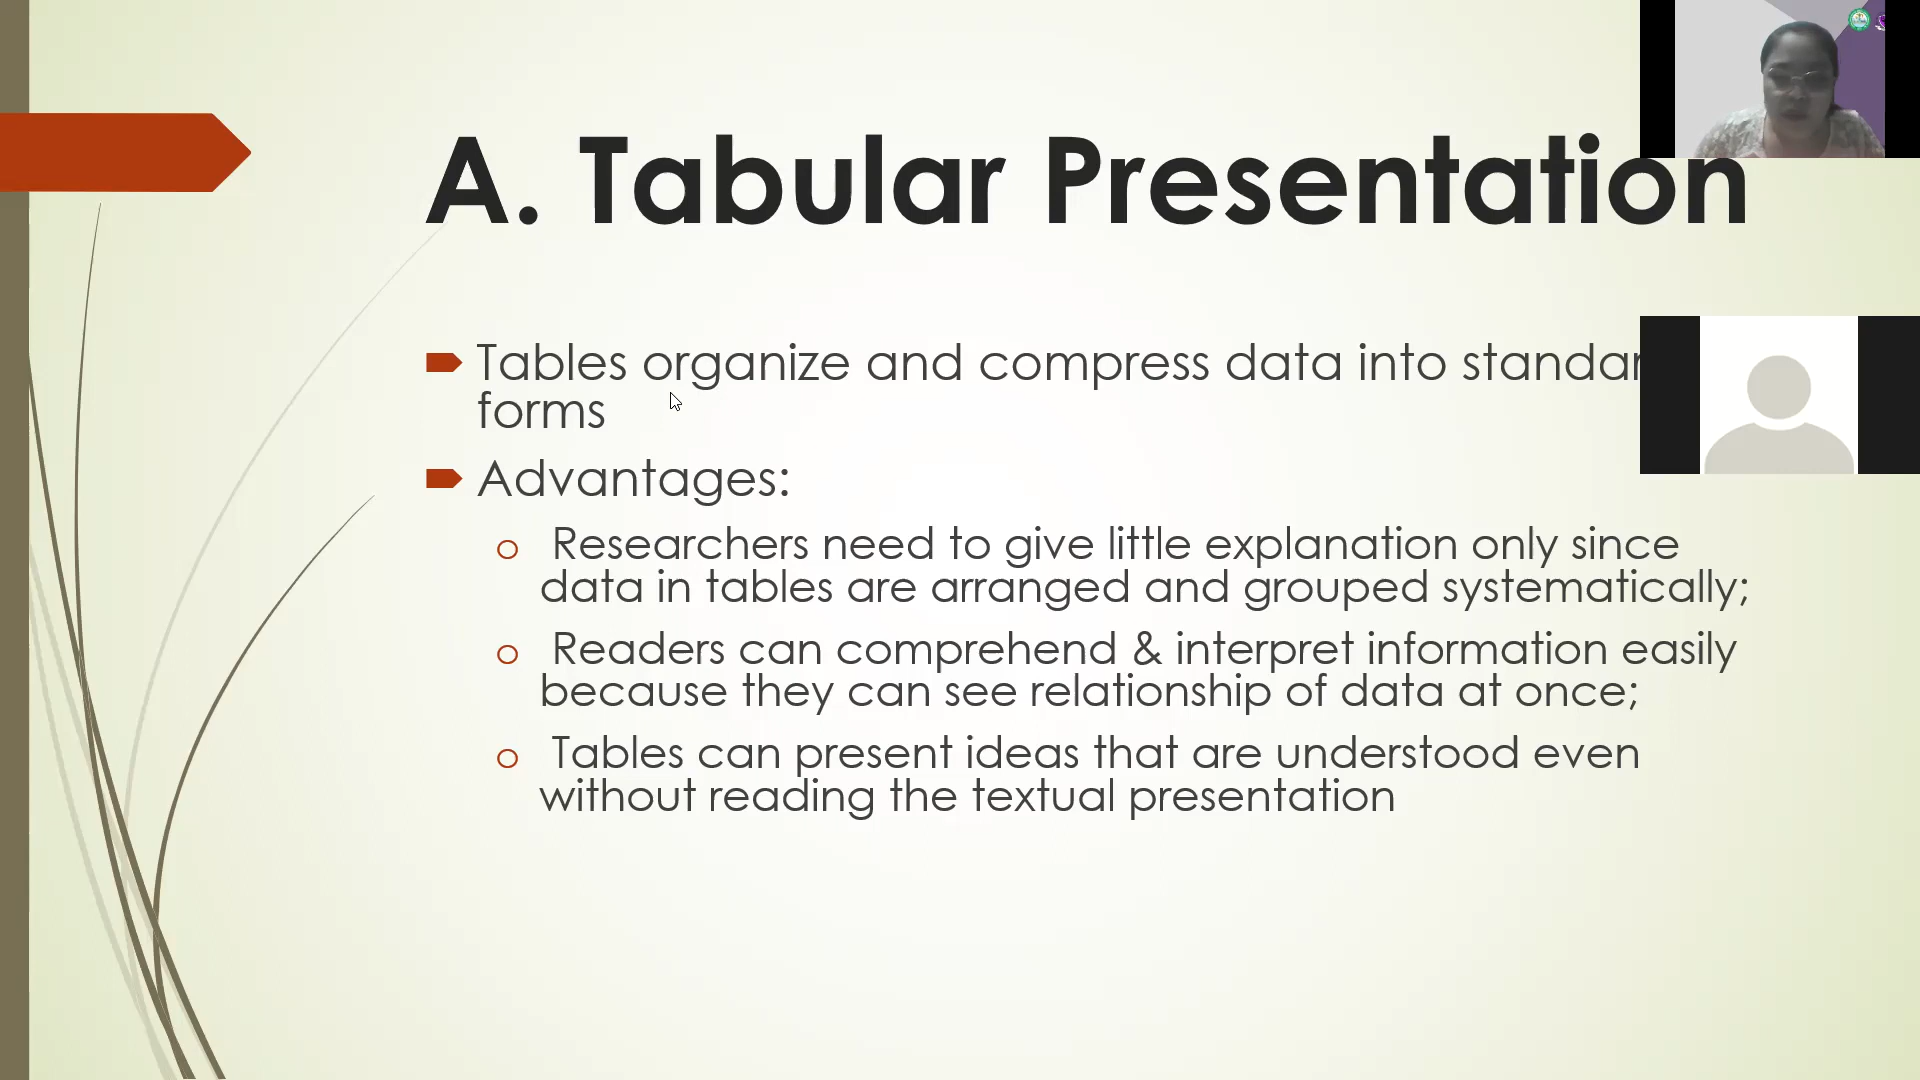 A. Tabular Presentation
Tables organize and compress data into
forms
Advantages:
Researchers need to give little explanation only since
data in tables are arranged and grouped systematically;
Readers can comprehend & interpret information easily
because they can see relationship of data at once;
Tables can present ideas that are understood even
without reading the textual presentation